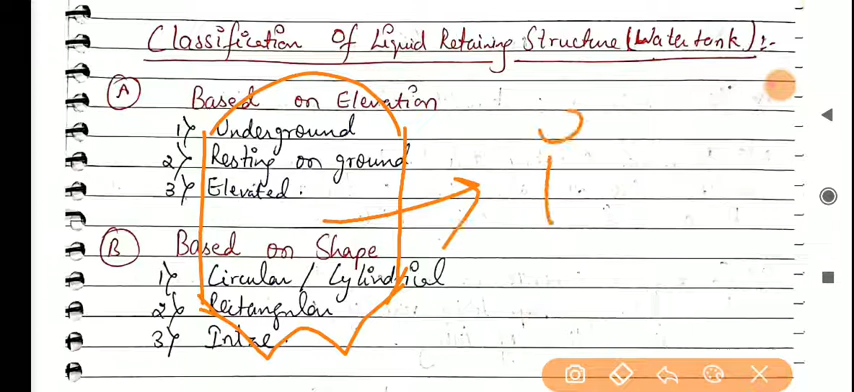 Classification Of Liquid Retaining Structure (Water tank) :-
A Based on Elevation
1) Underground
2) Resting on ground
3) Elevated.
B Based on Shape
1) Circular / Cylindrical
2) Rectangular
3) Intze.